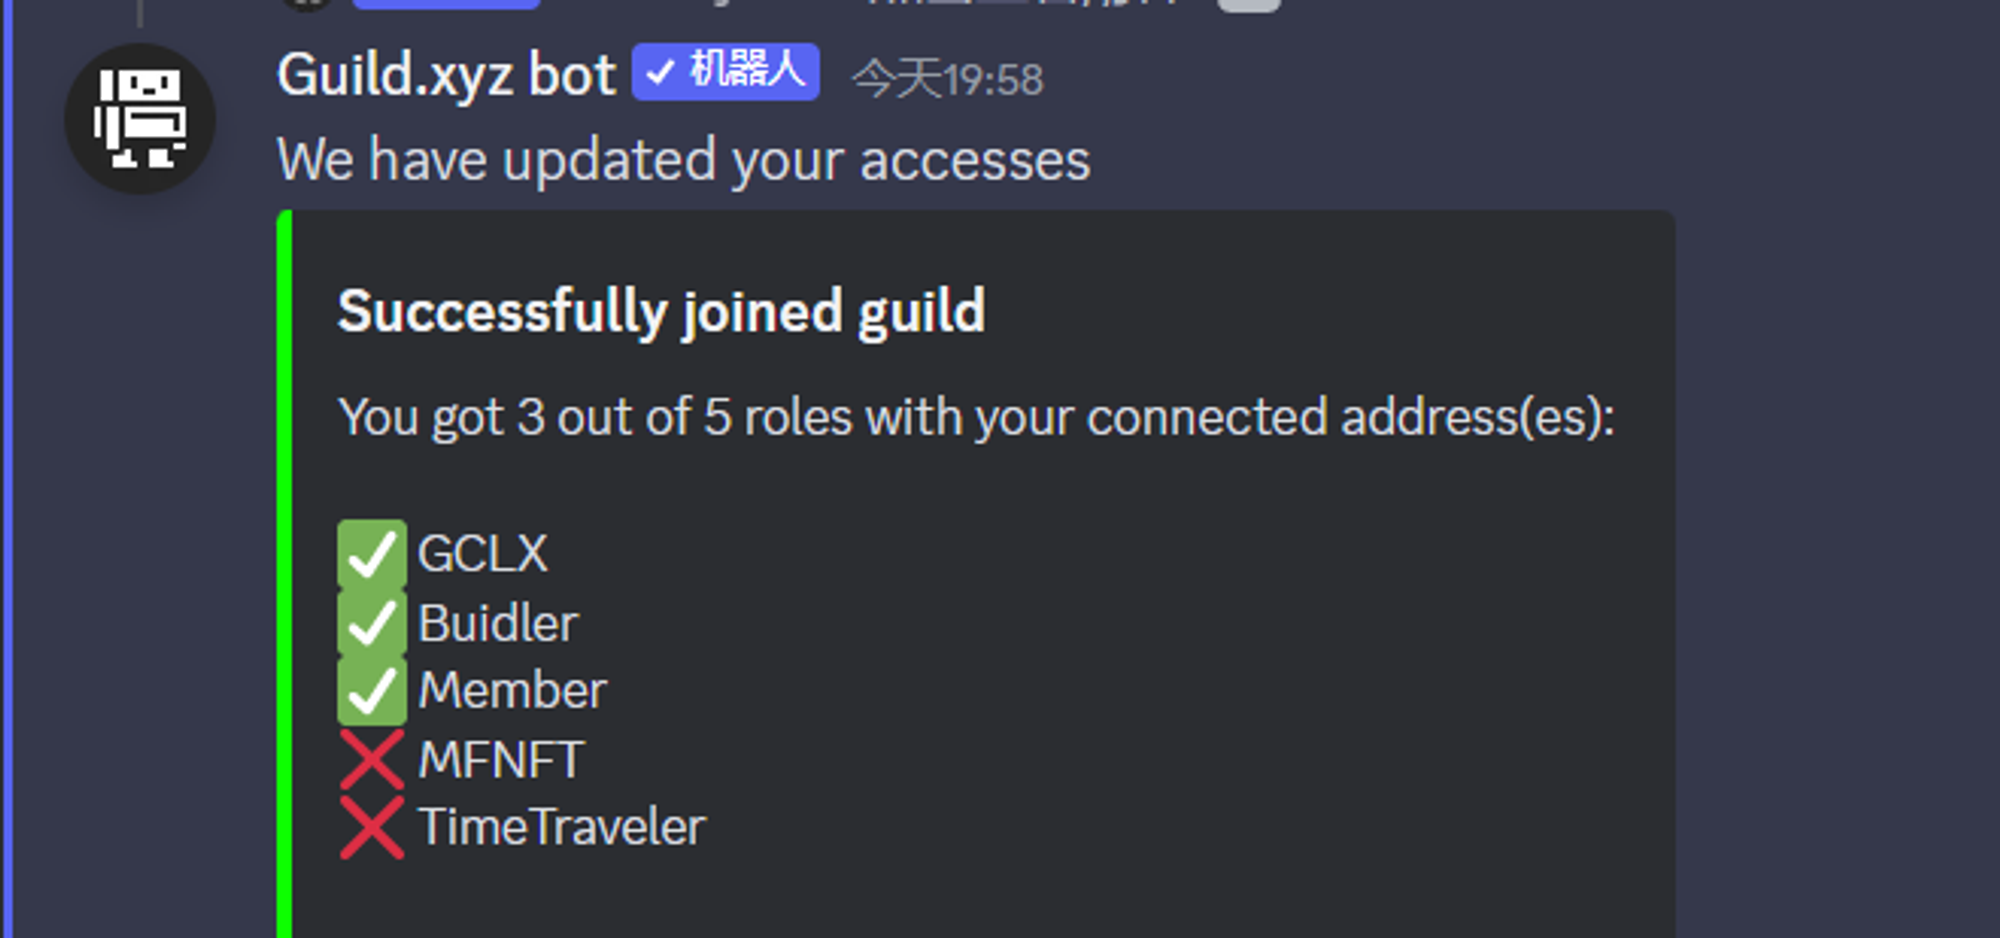 Guild.xyz bot ✓ 机器人 今天19:58
We have updated your accesses
Successfully joined guild
You got 3 out of 5 roles with your connected address(es):
✅ GCLX
✅ Buidler
✅ Member
❌ MFNFT
❌ TimeTraveler